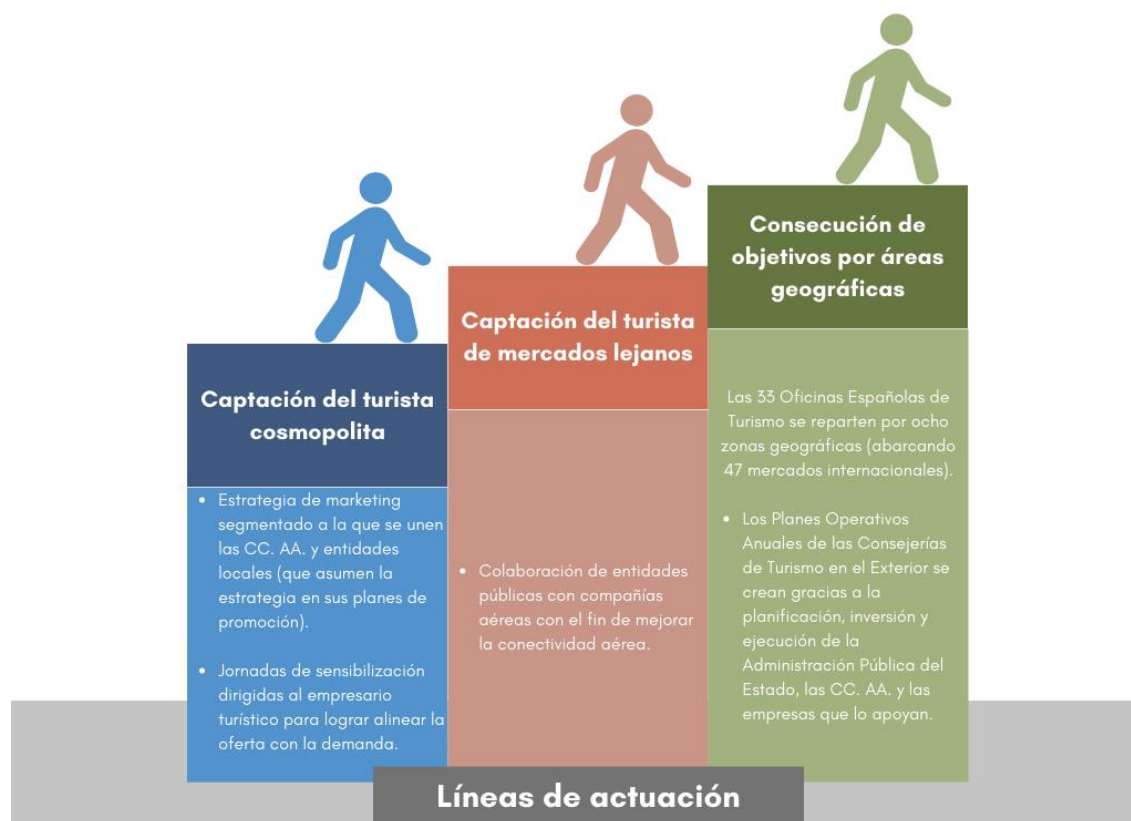 Captación del turista
cosmopolita
• Estrategia de marketing
segmentado a la que se unen
las CC. AA. y entidades
locales (que asumen la
estrategia en sus planes de
promoción).
• Jornadas de sensibilización
dirigidas al empresario
turístico para lograr alinear la
oferta con la demanda.
Captación del turista
de mercados lejanos
• Colaboración de entidades
públicas con compañías
aéreas con el fin de mejorar
la conectividad aérea.
Consecución de
objetivos por áreas
geográficas
Las 33 Oficinas Españolas de
Turismo se reparten por ocho
zonas geográficas (abarcando
47 mercados internacionales).
• Los Planes Operativos
Anuales de las Consejerías
de Turismo en el Exterior se
crean gracias a la
planificación, inversión y
ejecución de la
Administración Pública del
Estado, las CC. AA. y las
empresas que lo apoyan.
Líneas de actuación